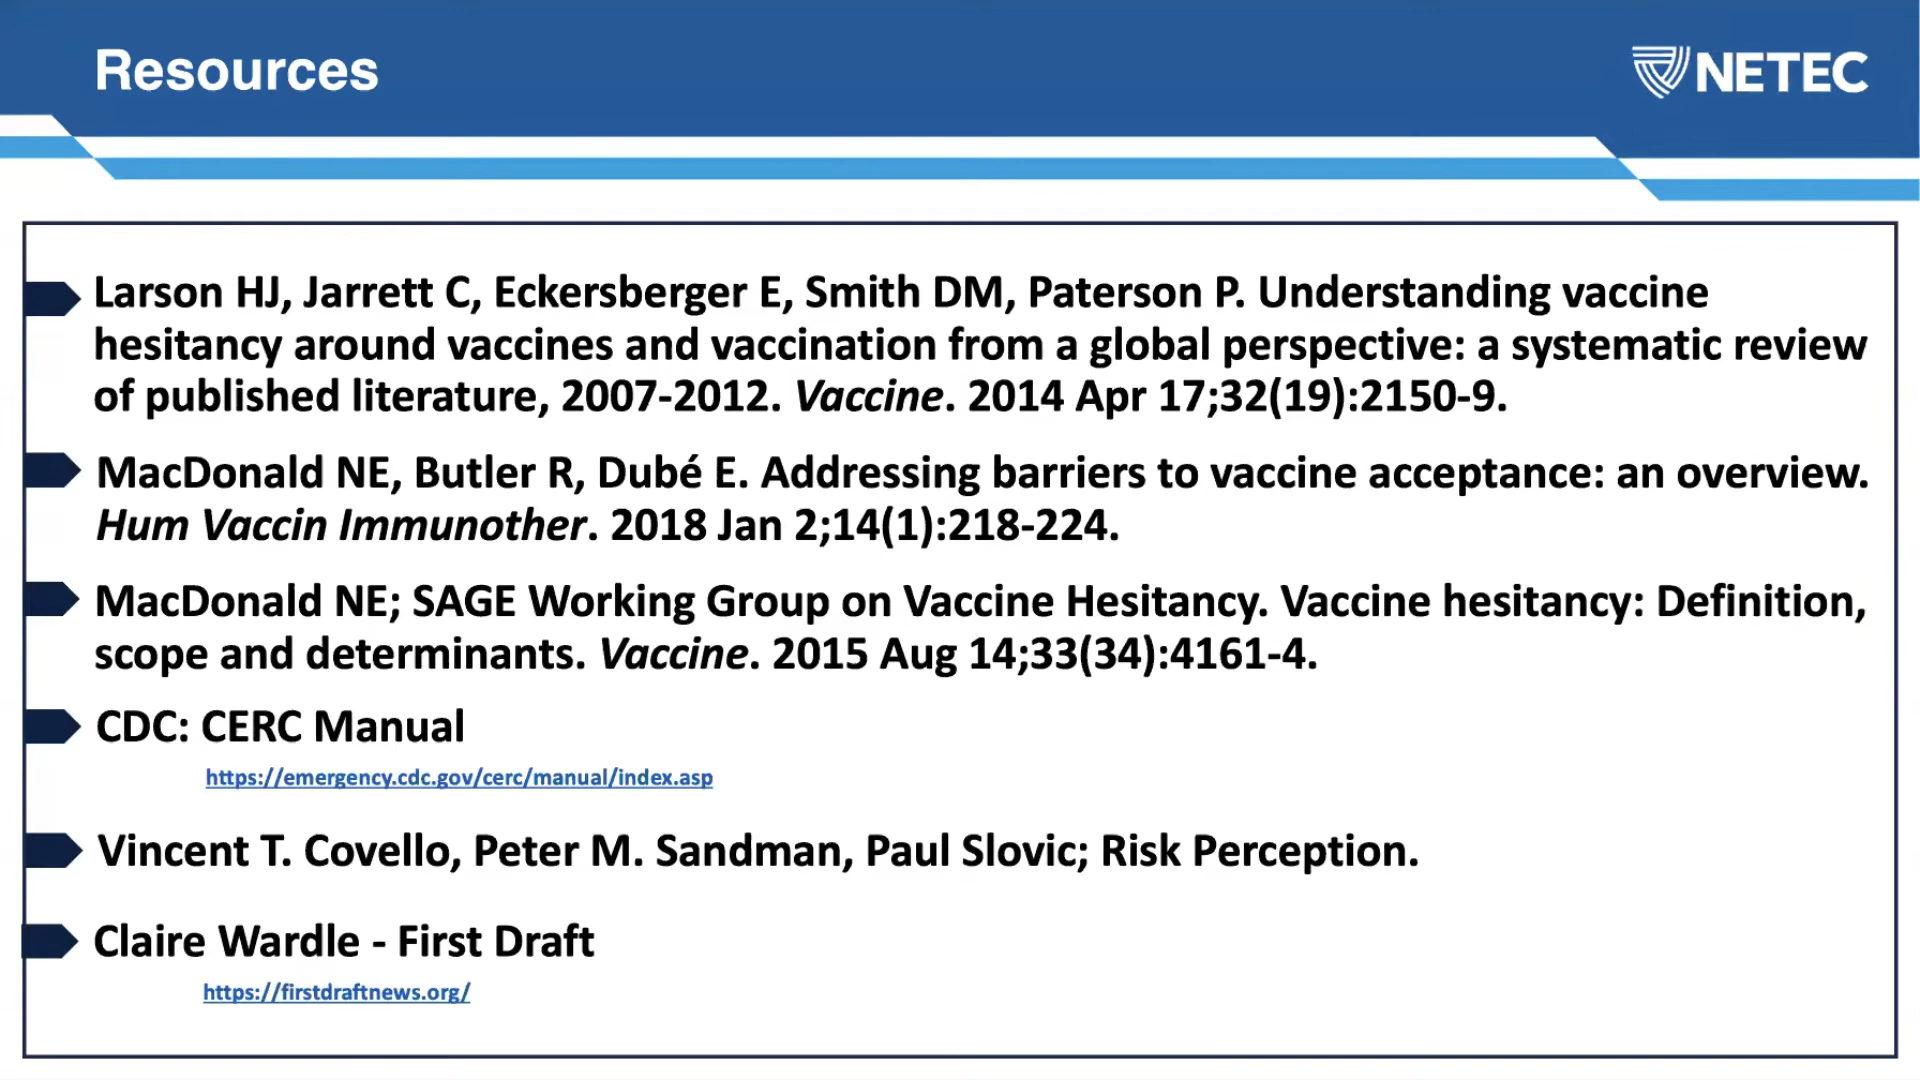 Resources
NETEC
Larson HJ, Jarrett C, Eckersberger E, Smith DM, Paterson P. Understanding vaccine
hesitancy around vaccines and vaccination from a global perspective: a systematic review
of published literature, 2007-2012. Vaccine. 2014 Apr 17;32(19):2150-9.
MacDonald NE, Butler R, Dubé E. Addressing barriers to vaccine acceptance: an overview.
Hum Vaccin Immunother. 2018 Jan 2;14(1):218-224.
MacDonald NE; SAGE Working Group on Vaccine Hesitancy. Vaccine hesitancy: Definition,
scope and determinants. Vaccine. 2015 Aug 14;33(34):4161-4.
CDC: CERC Manual
https://emergency.cdc.gov/cerc/manual/index.asp
Vincent T. Covello, Peter M. Sandman, Paul Slovic; Risk Perception.
Claire Wardle - First Draft
https://firstdraftnews.org/